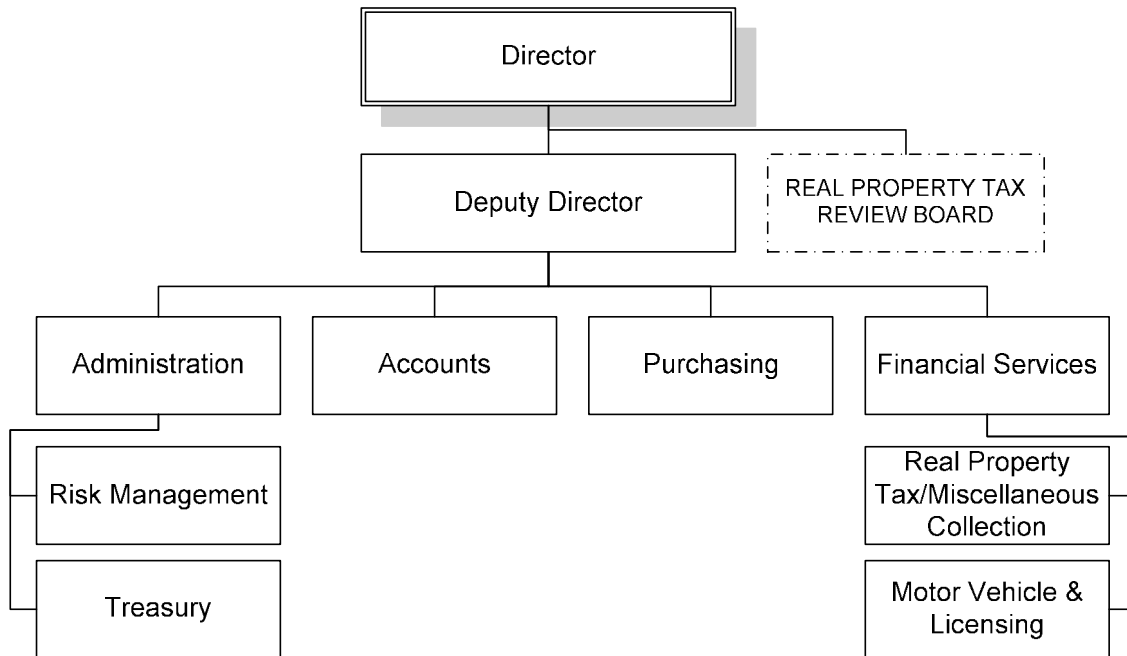 Director
Deputy Director
REAL PROPERTY TAX
REVIEW BOARD
Administration
Accounts
Purchasing
Financial Services
Risk Management
Real Property
Tax/Miscellaneous
Collection
Treasury
Motor Vehicle &
Licensing